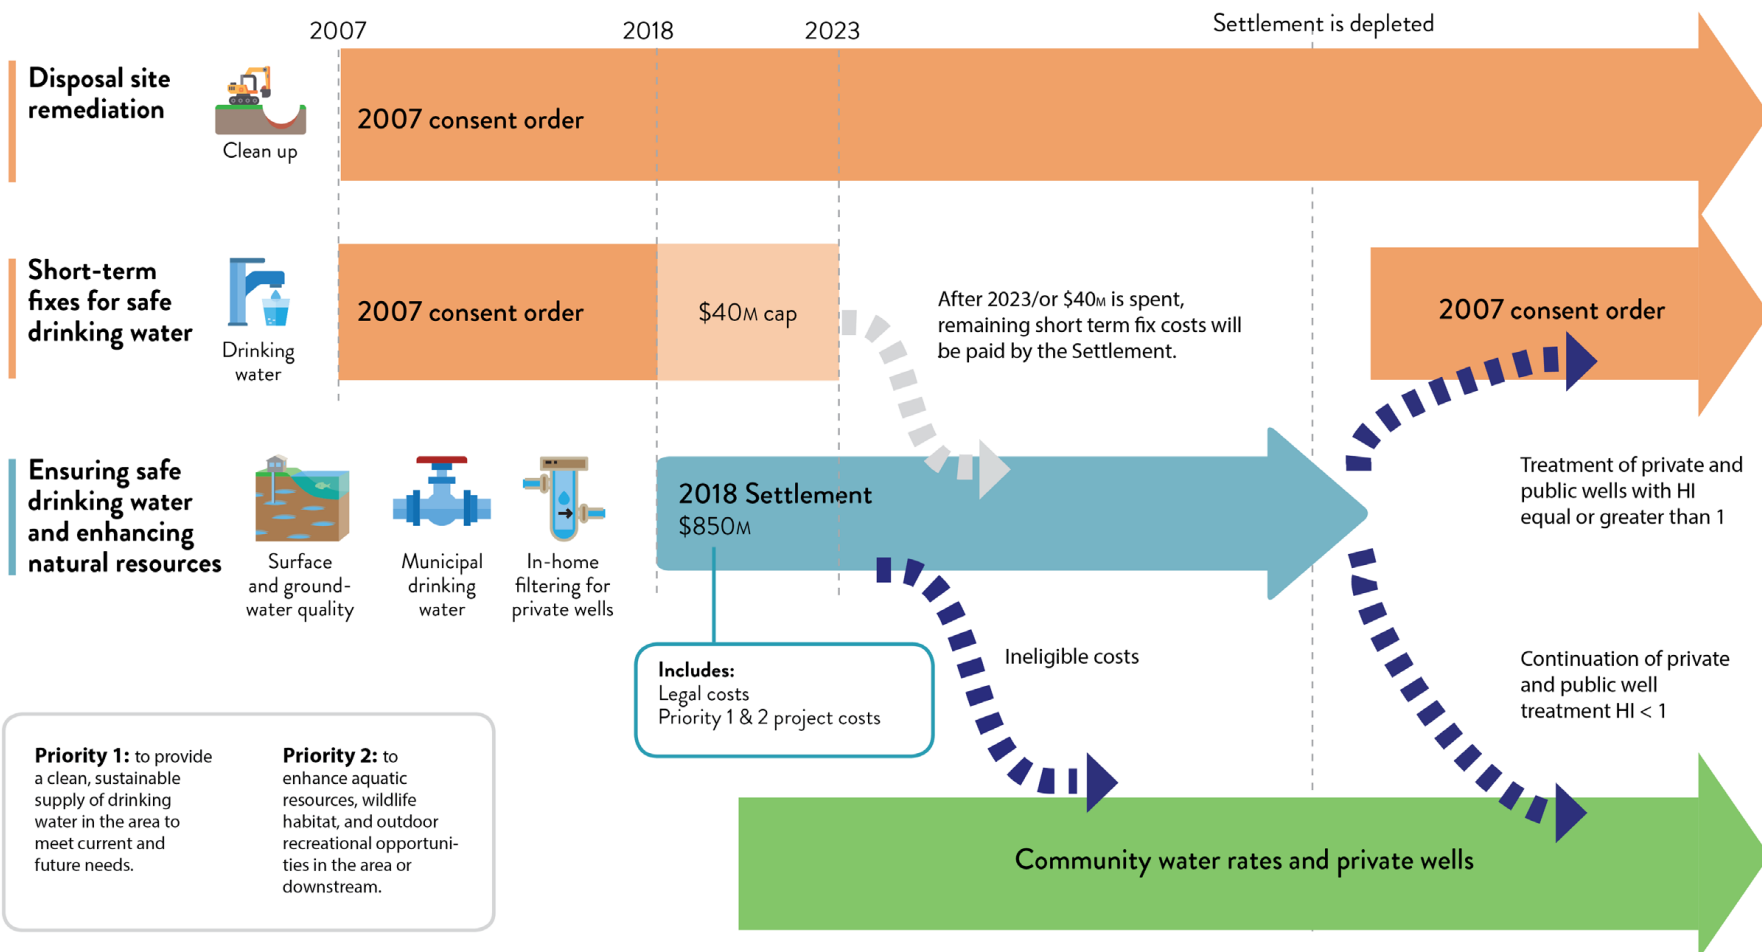 2007
2018
2023
Settlement is depleted
Disposal site
remediation
Clean up
2007 consent order
Short-term
fixes for safe
drinking water
Drinking
water
2007 consent order
$40M cap
After 2023/or $40M is spent,
remaining short term fix costs will
be paid by the Settlement.
2007 consent order
Ensuring safe
drinking water
and enhancing
natural resources
Surface
and ground-
water quality
Municipal
drinking
water
In-home
filtering for
private wells
2018 Settlement
$850M
Treatment of private and
public wells with HI
equal or greater than 1
Includes:
Legal costs
Priority 1 & 2 project costs
Ineligible costs
Continuation of private
and public well
treatment HI < 1
Priority 1: to provide
a clean, sustainable
supply of drinking
water in the area to
meet current and
future needs.
Priority 2: to
enhance aquatic
resources, wildlife
habitat, and outdoor
recreational opportuni-
ties in the area or
downstream.
Community water rates and private wells